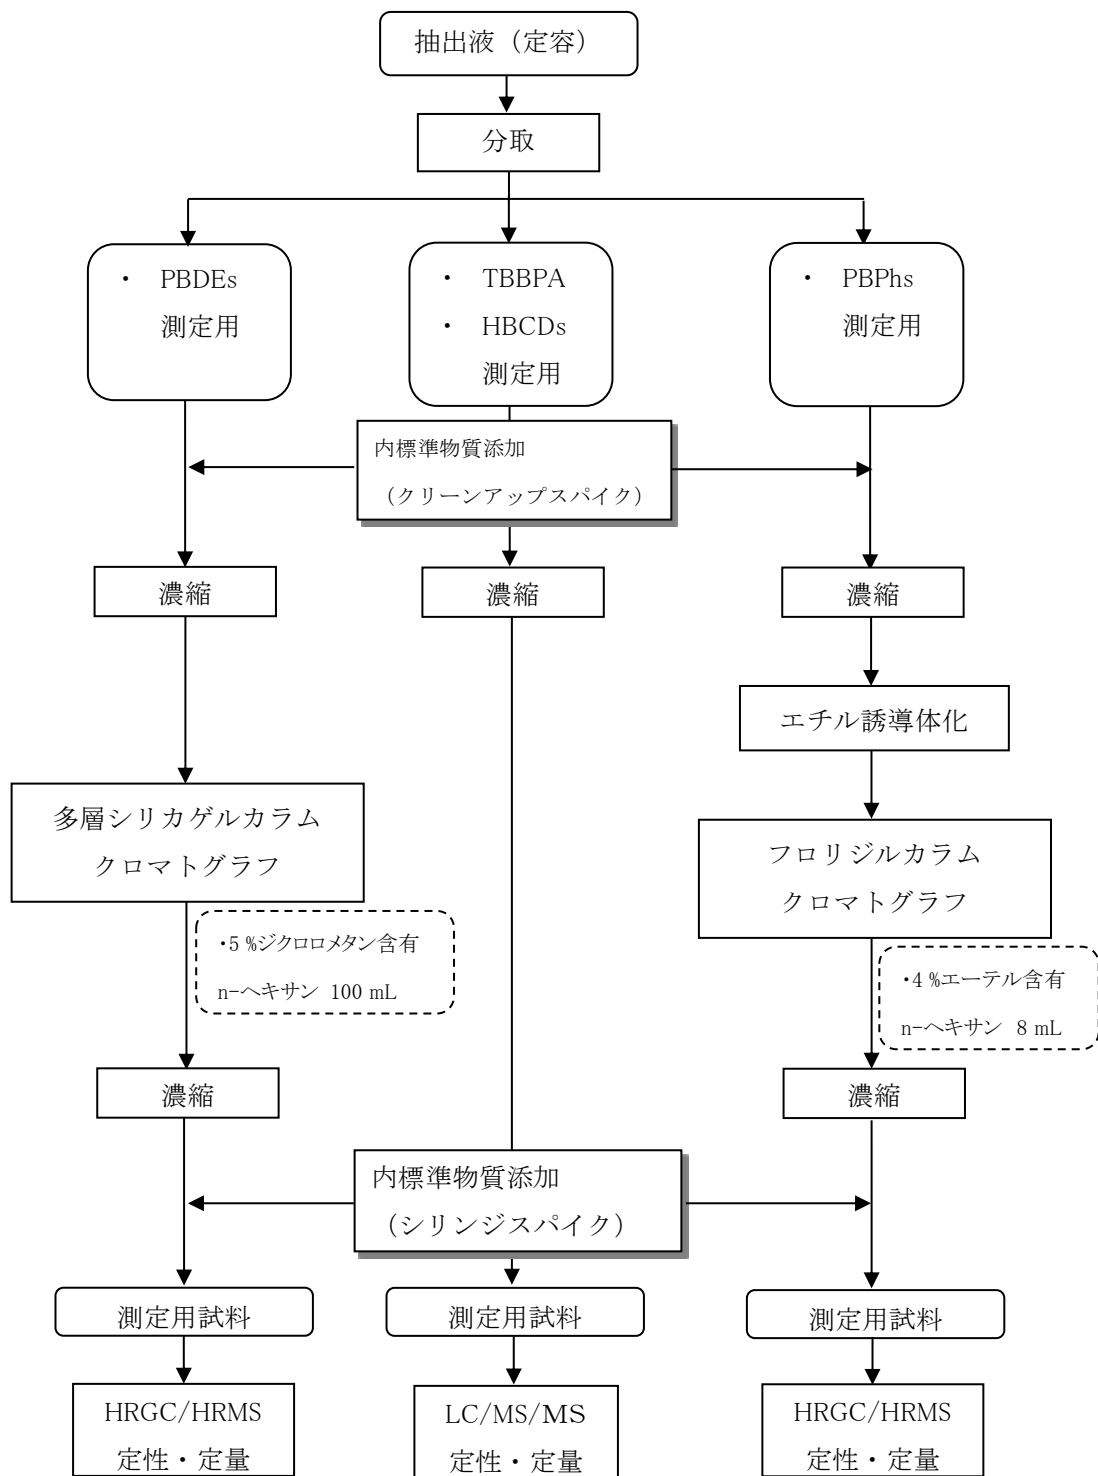 抽出液（定容）
分取
・ PBDEs
測定用
・ TBBPA
・ HBCDs
測定用
・ PBPhs
測定用
内標準物質添加
（クリーンアップスパイク）
濃縮
濃縮
濃縮
エチル誘導体化
多層シリカゲルカラム
クロマトグラフ
フロリジルカラム
クロマトグラフ
・5 %ジクロロメタン含有
n-ヘキサン 100 mL
・4 %エーテル含有
n-ヘキサン 8 mL
濃縮
濃縮
内標準物質添加
（シリンジスパイク）
測定用試料
測定用試料
測定用試料
HRGC/HRMS
定性・定量
LC/MS/MS
定性・定量
HRGC/HRMS
定性・定量